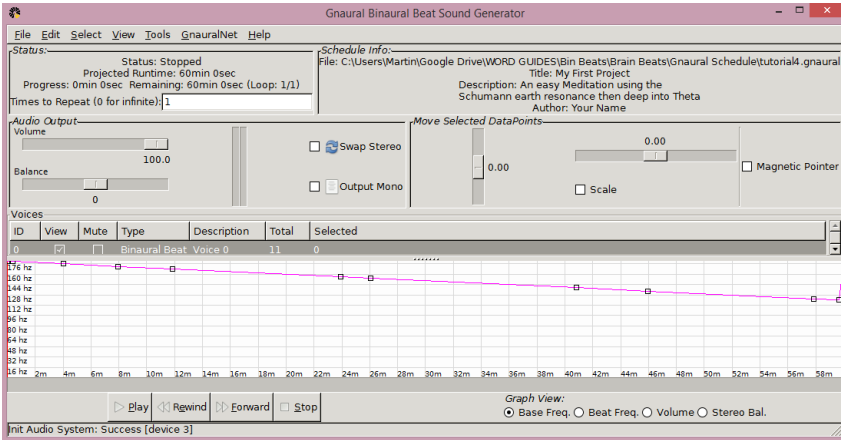 Gnaural Binaural Beat Sound Generator
File Edit Select View Tools GnauralNet Help
Status:
Status: Stopped
Projected Runtime: 60min 0sec
Progress: 0min 0sec Remaining: 60min 0sec (Loop: 1/1)
Times to Repeat (0 for infinite): 1
Schedule Info:
File: C:\Users\Martin\Google Drive\WORD GUIDES\Bin Beats\Brain Beats\Gnaural Schedule\tutorial4.gnaural
Title: My First Project
Description: An easy Meditation using the
Schumann earth resonance then deep into Theta
Author: Your Name
Audio Output
Volume
100.0
Balance
0
Swap Stereo
Output Mono
Move Selected DataPoints
0.00
0.00
Scale
Magnetic Pointer
Voices
ID View Mute Type Description Total Selected
0 Binaural Beat Voice 0 11 0
176 hz
160 hz
144 hz
128 hz
112 hz
96 hz
80 hz
64 hz
48 hz
32 hz
16 hz 2m 4m 6m 8m 10m 12m 14m 16m 18m 20m 22m 24m 26m 28m 30m 32m 34m 36m 38m 40m 42m 44m 46m 48m 50m 52m 54m 56m 58m
Play Rewind Forward Stop
Graph View:
Base Freq. Beat Freq. Volume Stereo Bal.
Init Audio System: Success [device 3]